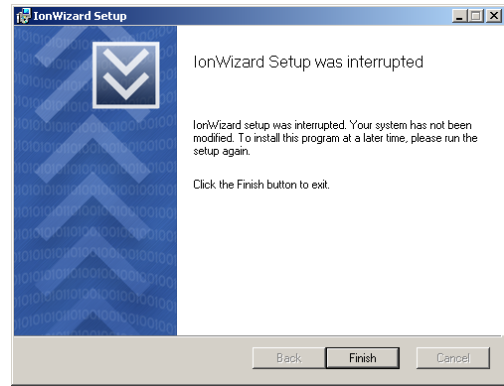 IonWizard Setup
IonWizard Setup was interrupted
IonWizard setup was interrupted. Your system has not been
modified. To install this program at a later time, please run the
setup again.
Click the Finish button to exit.
Back
Finish
Cancel